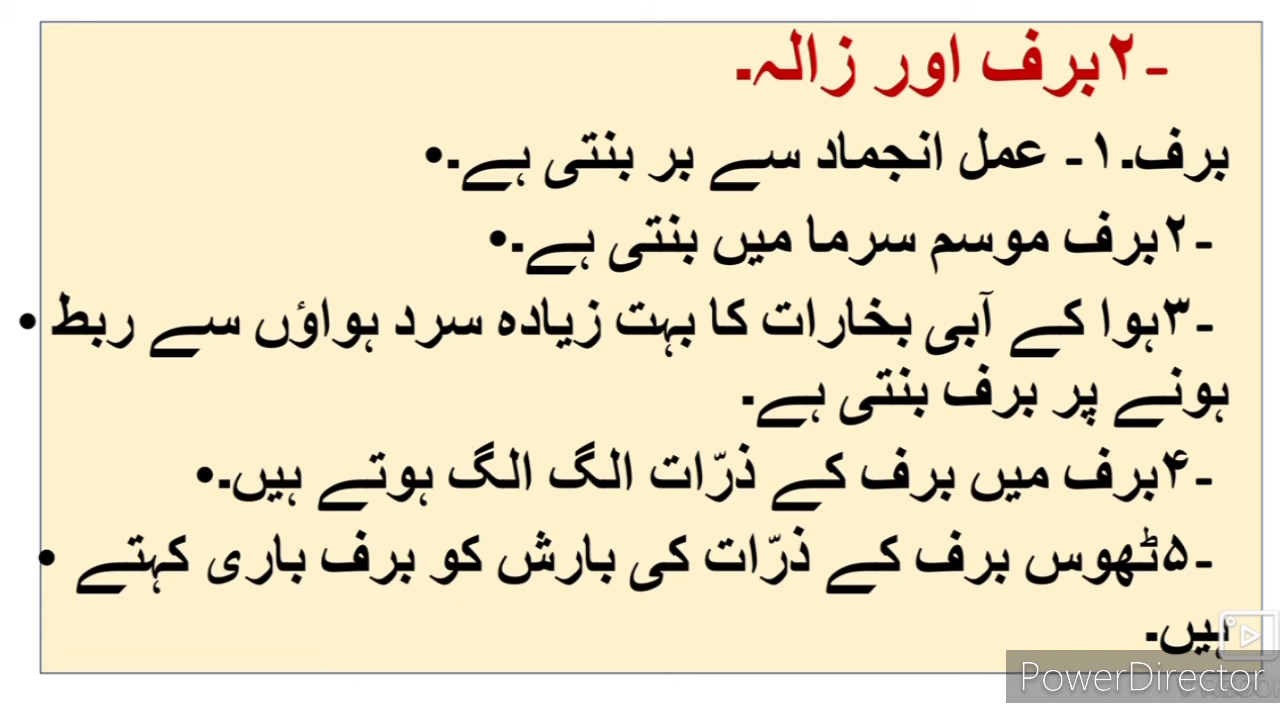 ۲۔برف اور زالہ۔
برف۔۱۔ عمل انجماد سے بر بنتی ہے۔•
۲۔برف موسم سرما میں بنتی ہے۔•
۳۔ہوا کے آبی بخارات کا بہت زیادہ سرد ہواؤں سے ربط •
ہونے پر برف بنتی ہے۔
۴۔برف میں برف کے ذرّات الگ الگ ہوتے ہیں۔•
۵۔ٹھوس برف کے ذرّات کی بارش کو برف باری کہتے •
ہیں۔
PowerDirector